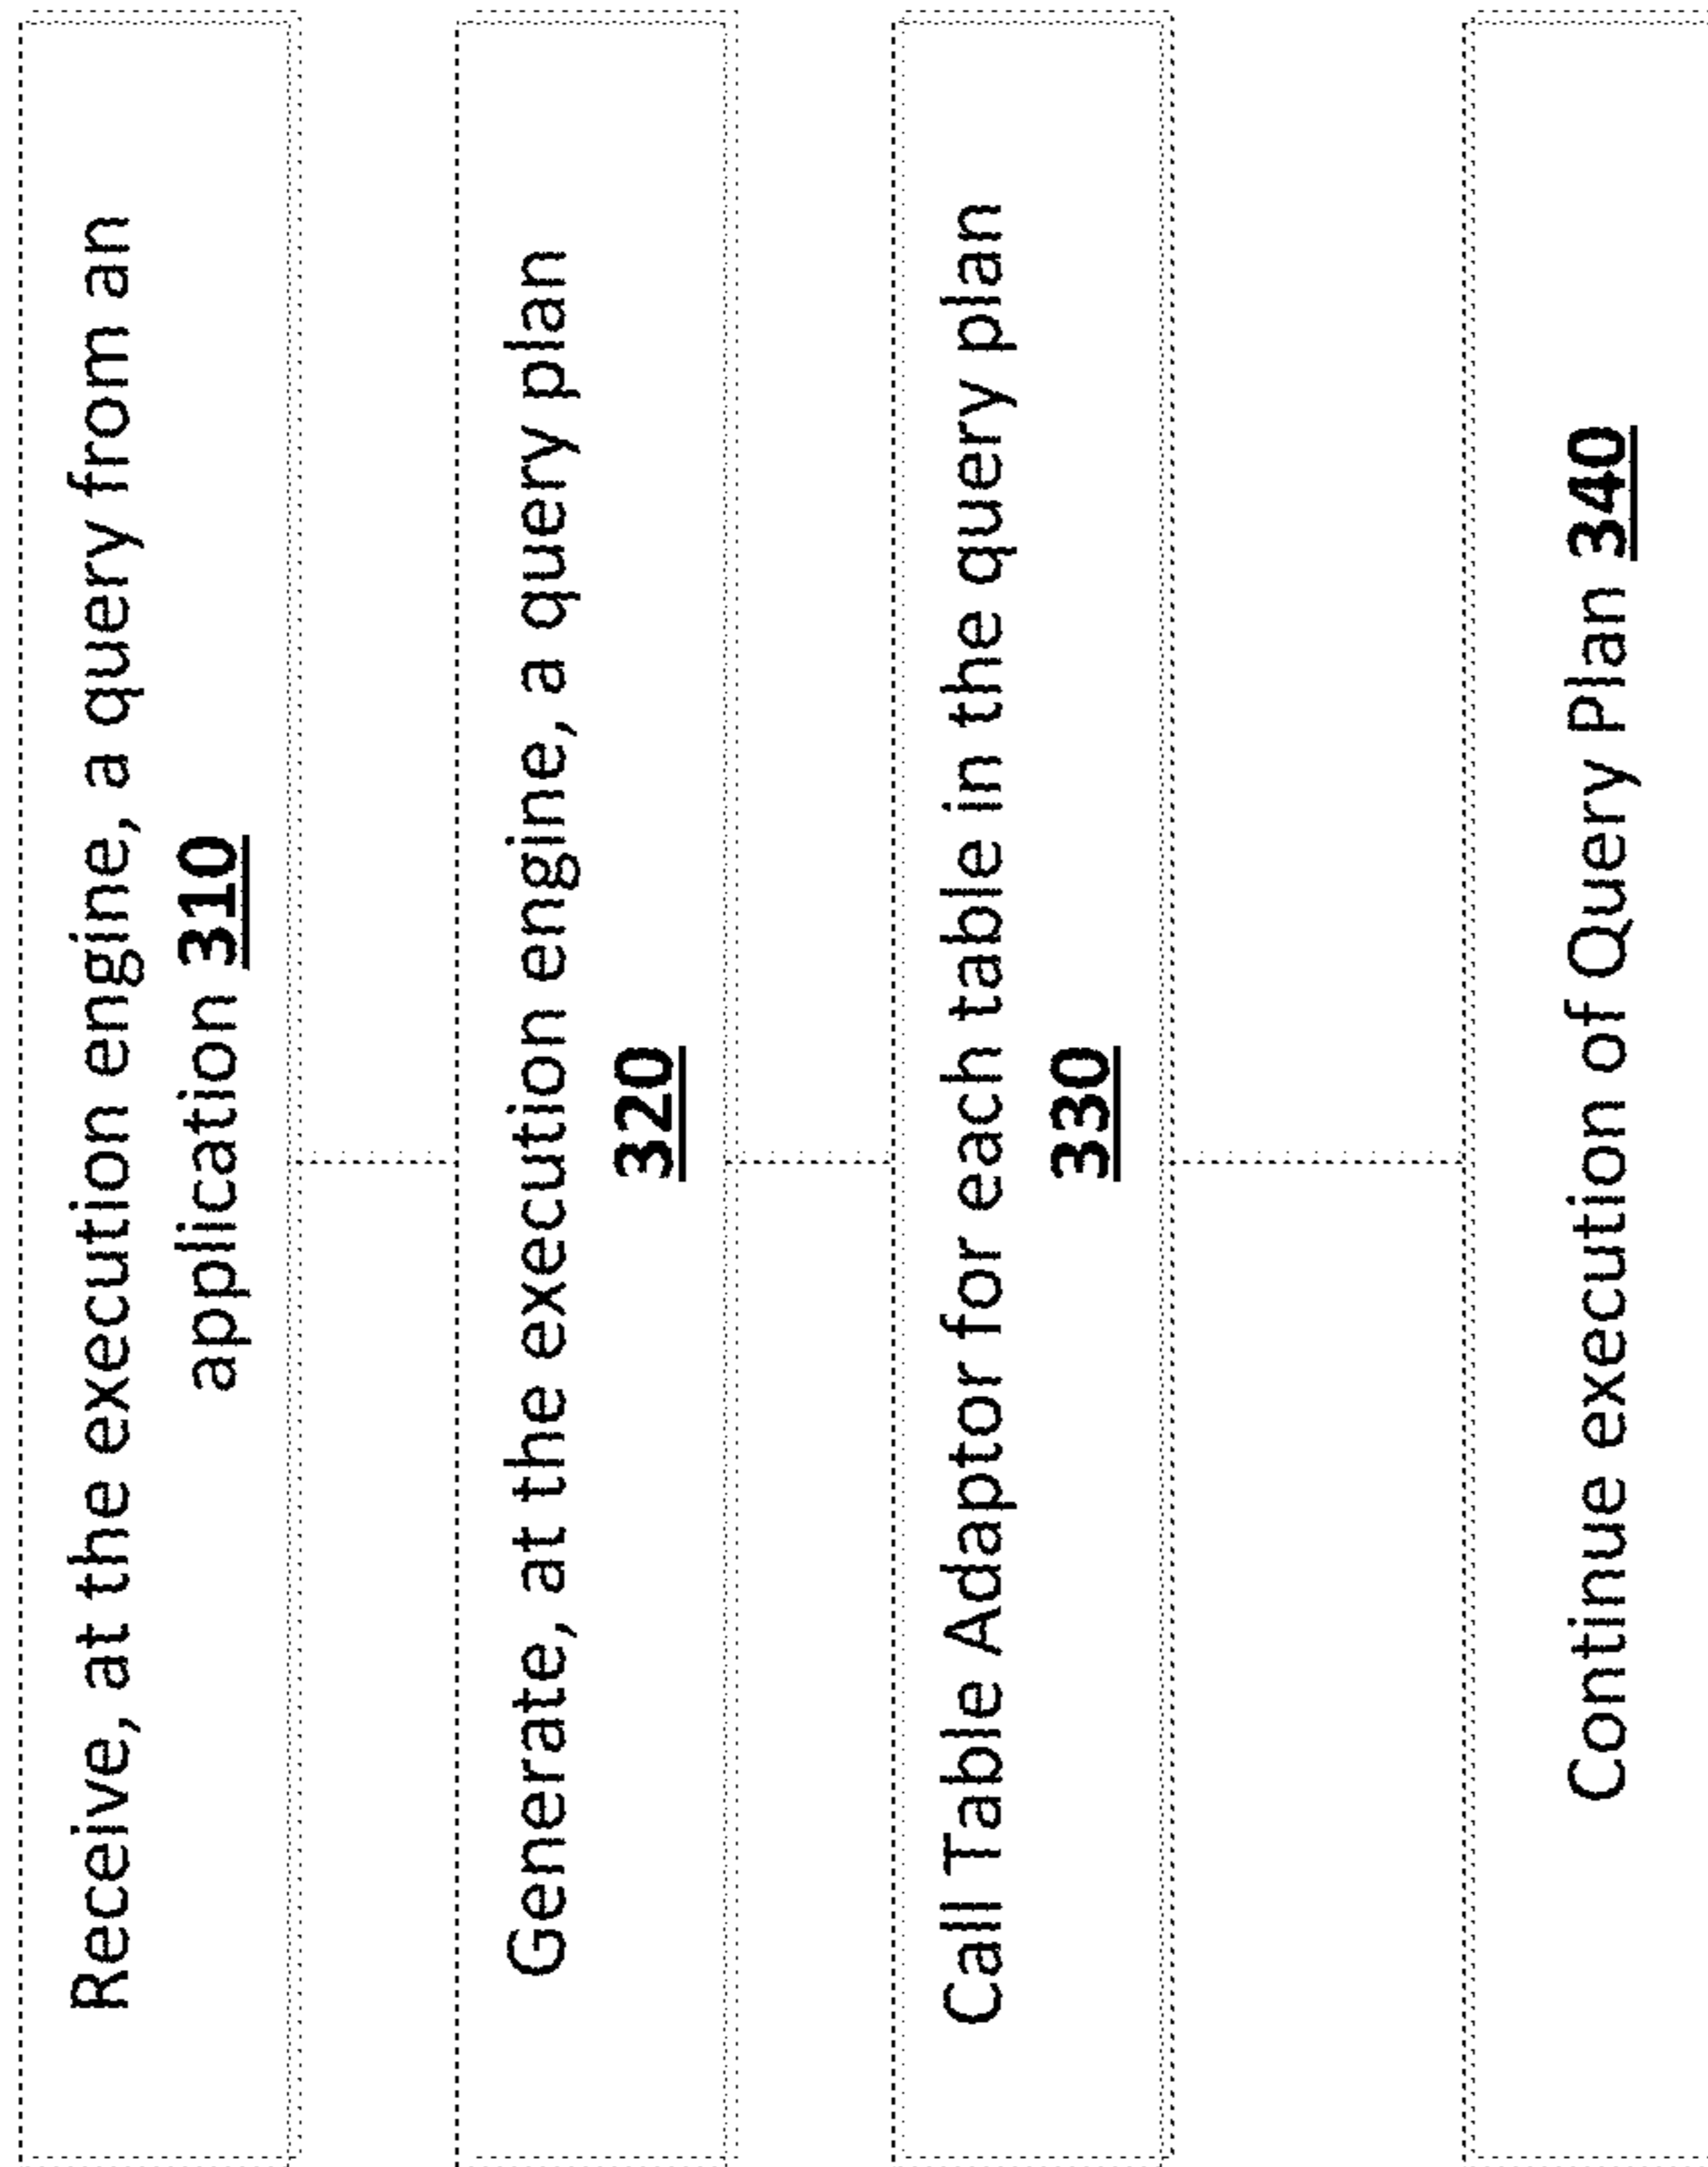 Receive, at the execution engine, a query from an
application 310
Generate, at the execution engine, a query plan
320
Call Table Adaptor for each table in the query plan
330
Continue execution of Query Plan 340